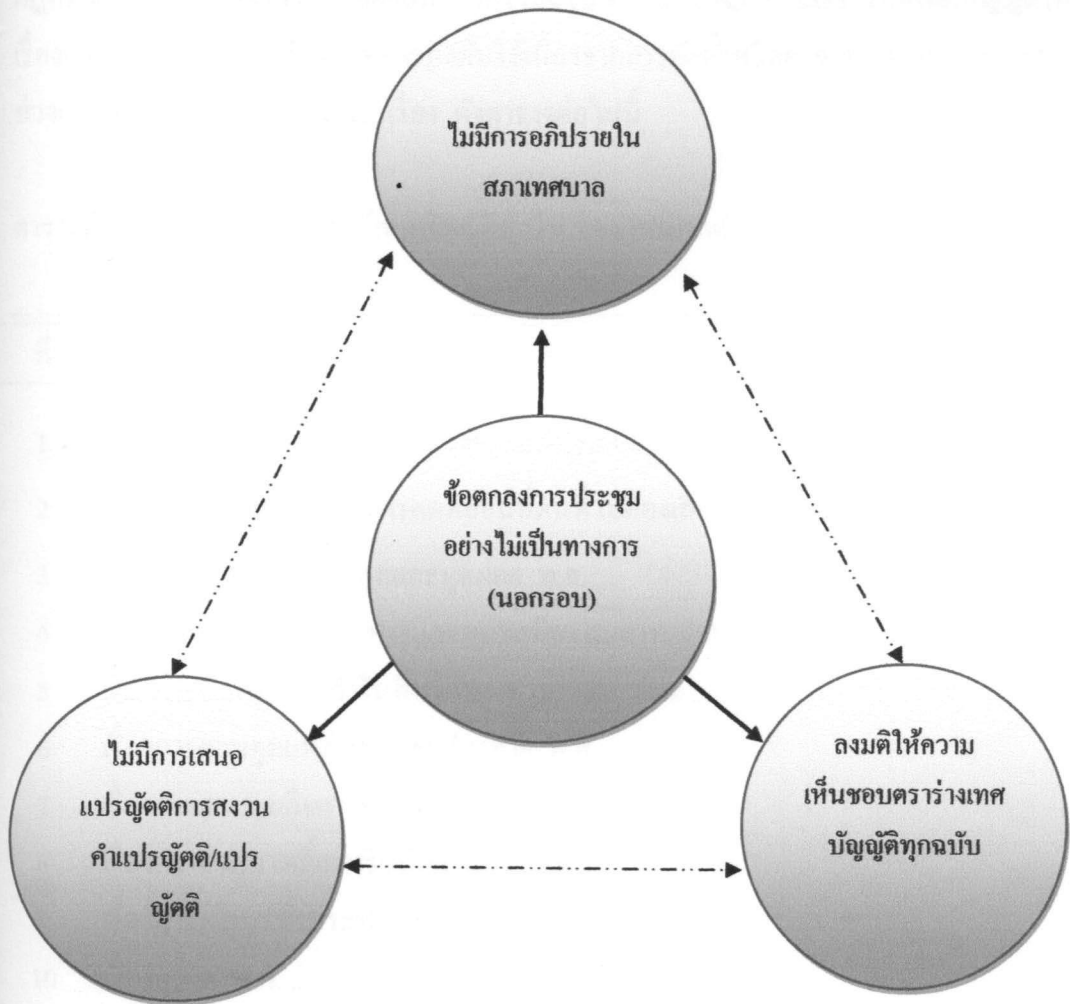 ไม่มีการอภิปรายใน
สภาเทศบาล
ข้อตกลงการประชุม
อย่างไม่เป็นทางการ
(นอกรอบ)
ไม่มีการเสนอ
แปรญัตติการสงวน
คำแปรญัตติ/แปร
ญัตติ
ลงมติให้ความ
เห็นชอบตราร่างเทศ
บัญญัติทุกฉบับ